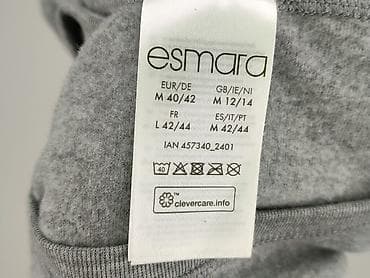 esmara
EUR/DE GB/IE/NI
M 40/42 M 12/14
FR ES/IT/PT
L 42/44 M 42/44
IAN 457340_2401
40
™ clevercare.info